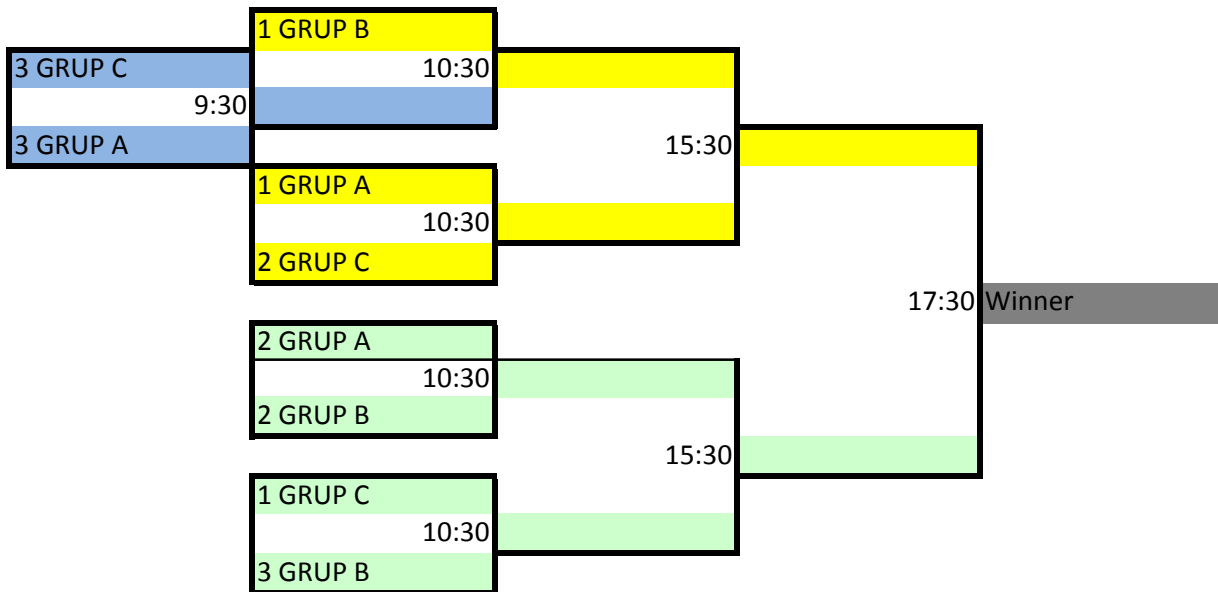 1 GRUP B
3 GRUP C
10:30
9:30
3 GRUP A
15:30
1 GRUP A
10:30
2 GRUP C
17:30 Winner
2 GRUP A
10:30
2 GRUP B
15:30
1 GRUP C
10:30
3 GRUP B